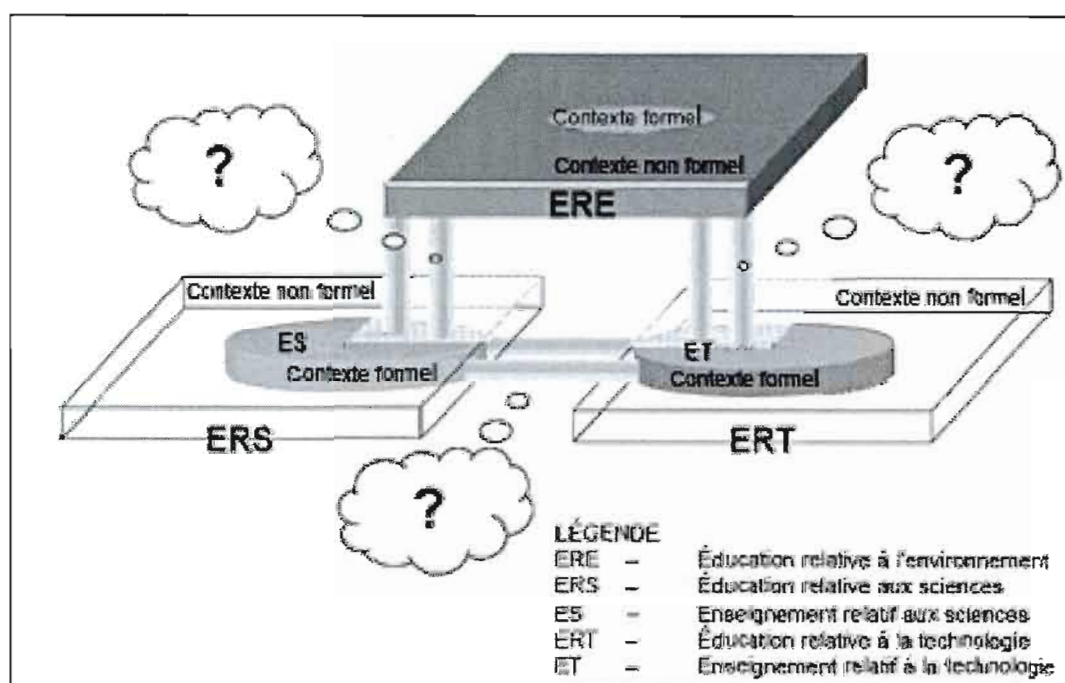 Contexte formel
?
?
Contexte non formel
ERE
Contexte non formel
Contexte non formel
ES
ET
Contexte formel
Contexte formel
ERS
ERT
?
LÉGENDE
ERE – Éducation relative à l'environnement
ERS – Éducation relative aux sciences
ES – Enseignement relatif aux sciences
ERT – Éducation relative à la technologie
ET – Enseignement relatif à la technologie